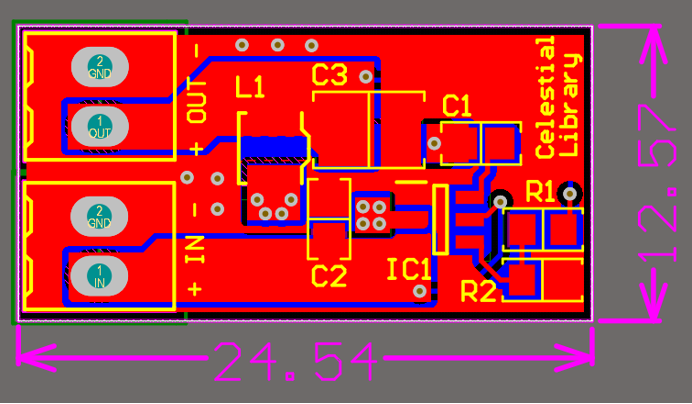 2
GND
1
OUT
- OUT +
L1
C3
C1
Celestial
Library
2
GND
1
IN
- IN +
C2
IC1
R1
R2
12.57
24.54